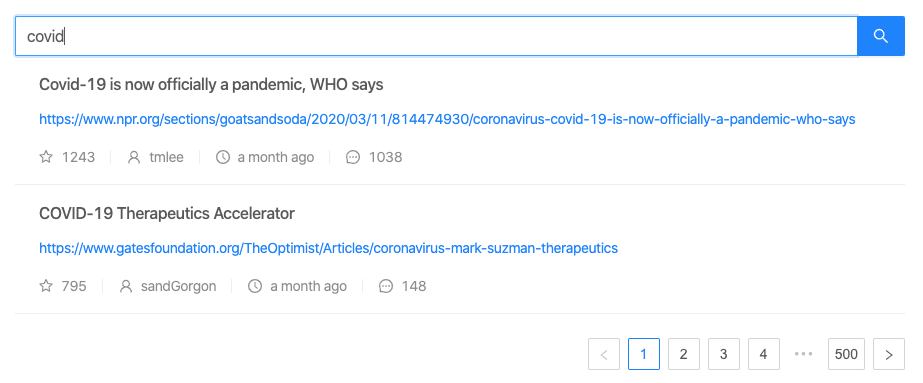 covid
Covid-19 is now officially a pandemic, WHO says
https://www.npr.org/sections/goatsandsoda/2020/03/11/814474930/coronavirus-covid-19-is-now-officially-a-pandemic-who-says
1243 tmlee a month ago 1038
COVID-19 Therapeutics Accelerator
https://www.gatesfoundation.org/TheOptimist/Articles/coronavirus-mark-suzman-therapeutics
795 sandGorgon a month ago 148
< 1 2 3 4 ••• 500 >